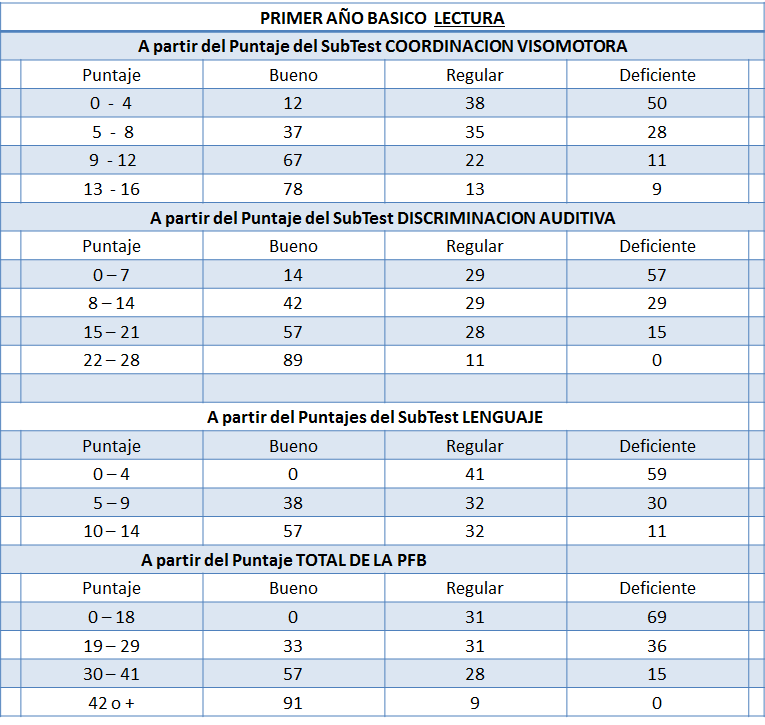 PRIMER AÑO BASICO LECTURA
A partir del Puntaje del SubTest COORDINACION VISOMOTORA
Puntaje Bueno Regular Deficiente
0 - 4 12 38 50
5 - 8 37 35 28
9 - 12 67 22 11
13 - 16 78 13 9
A partir del Puntaje del SubTest DISCRIMINACION AUDITIVA
Puntaje Bueno Regular Deficiente
0 – 7 14 29 57
8 – 14 42 29 29
15 – 21 57 28 15
22 – 28 89 11 0
A partir del Puntajes del SubTest LENGUAJE
Puntaje Bueno Regular Deficiente
0 – 4 0 41 59
5 – 9 38 32 30
10 – 14 57 32 11
A partir del Puntaje TOTAL DE LA PFB
Puntaje Bueno Regular Deficiente
0 – 18 0 31 69
19 – 29 33 31 36
30 – 41 57 28 15
42 o + 91 9 0